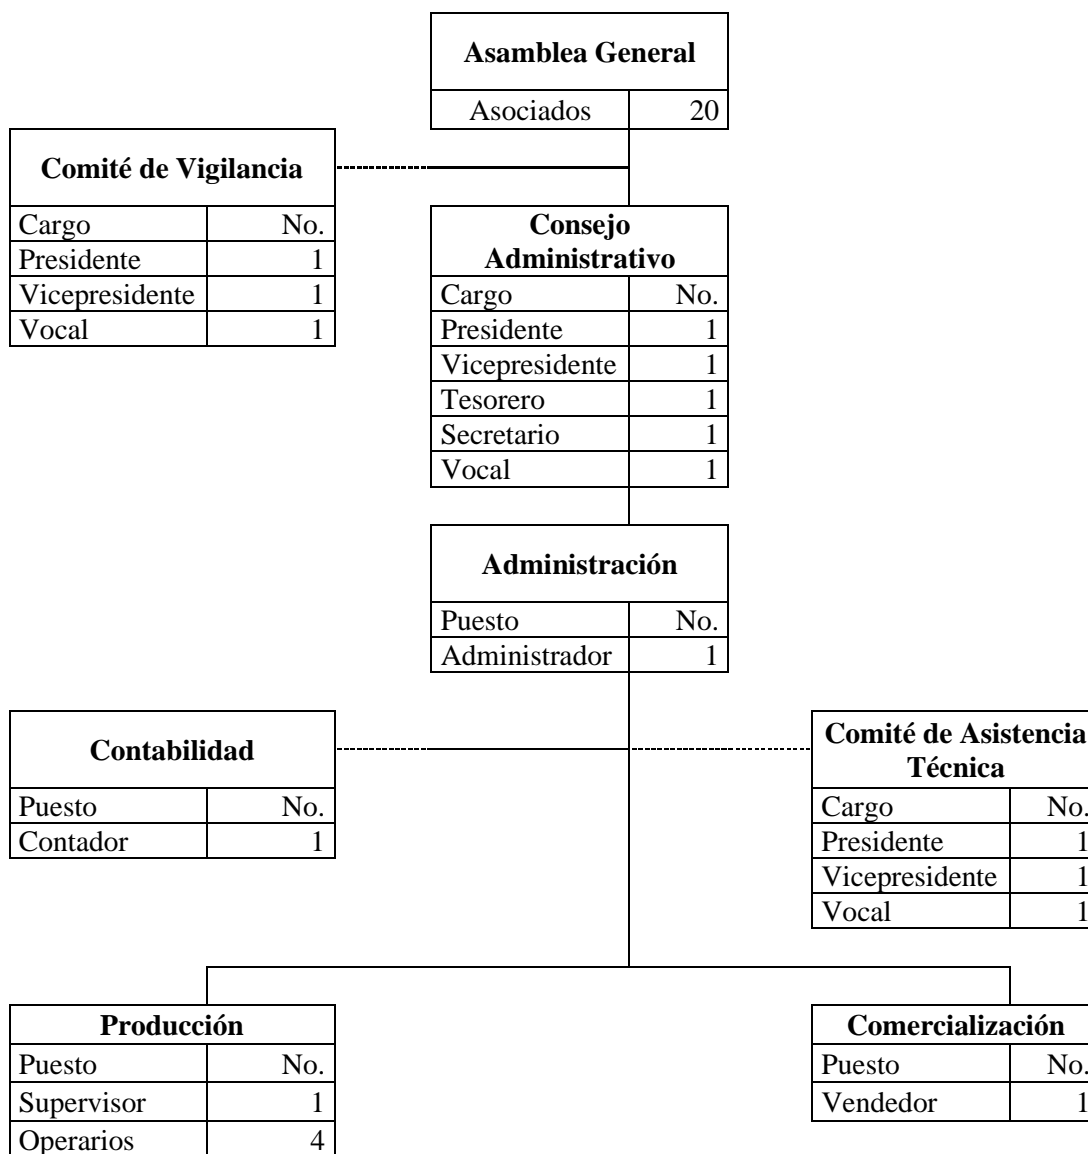 Asamblea General
Asociados 20
Comité de Vigilancia
Cargo No.
Presidente 1
Vicepresidente 1
Vocal 1
Consejo
Administrativo
Cargo No.
Presidente 1
Vicepresidente 1
Tesorero 1
Secretario 1
Vocal 1
Administración
Puesto No.
Administrador 1
Contabilidad
Puesto No.
Contador 1
Comité de Asistencia
Técnica
Cargo No.
Presidente 1
Vicepresidente 1
Vocal 1
Producción
Puesto No.
Supervisor 1
Operarios 4
Comercialización
Puesto No.
Vendedor 1